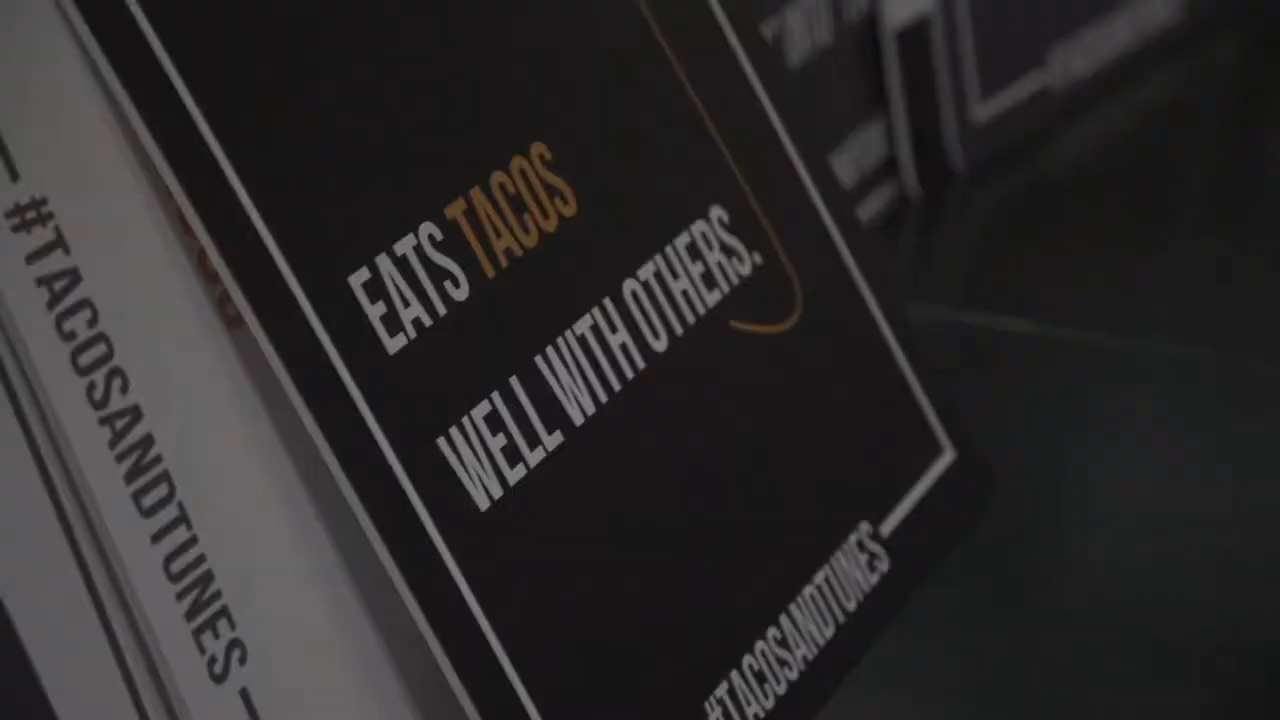 #TACOSANDTUNES
EATS TACOS
WELL WITH OTHERS.
#TACOSANDTUNES